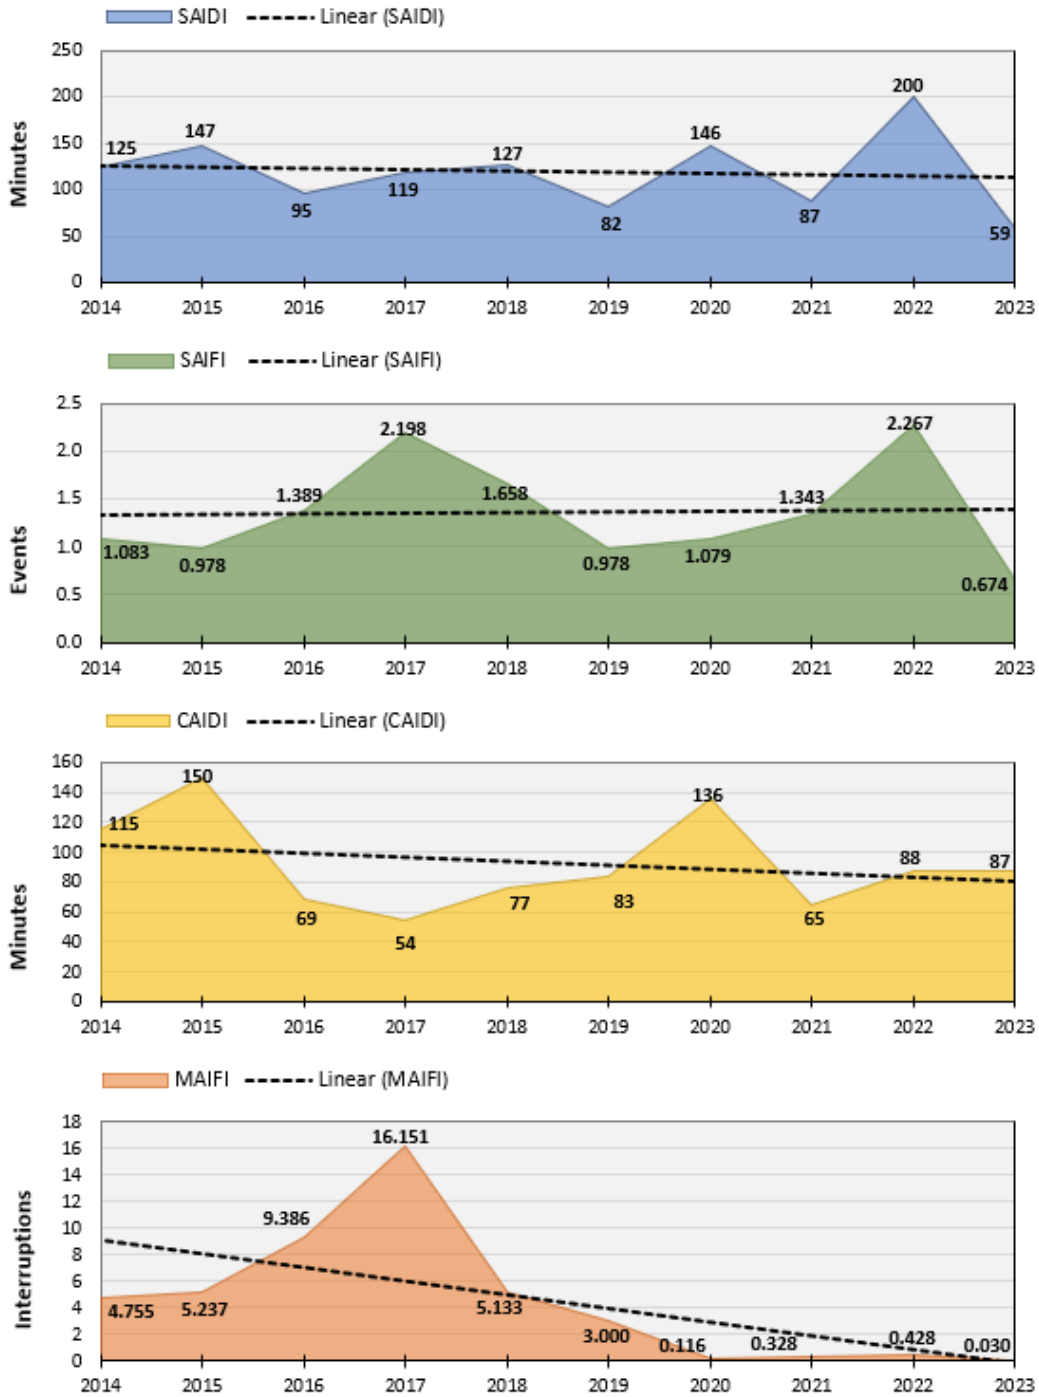 SAIDI Linear (SAIDI)
250
200
150
100
50
0
Minutes
125 147 95 119 127 82 146 87 200 59
2014 2015 2016 2017 2018 2019 2020 2021 2022 2023
SAIFI Linear (SAIFI)
2.5
2.0
1.5
1.0
0.5
0.0
Events
1.083 0.978 1.389 2.198 1.658 0.978 1.079 1.343 2.267 0.674
2014 2015 2016 2017 2018 2019 2020 2021 2022 2023
CAIDI Linear (CAIDI)
160
140
120
100
80
60
40
20
0
Minutes
115 150 69 54 77 83 136 65 88 87
2014 2015 2016 2017 2018 2019 2020 2021 2022 2023
MAIFI Linear (MAIFI)
18
16
14
12
10
8
6
4
2
0
Interruptions
4.755 5.237 9.386 16.151 5.133 3.000 0.116 0.328 0.428 0.030
2014 2015 2016 2017 2018 2019 2020 2021 2022 2023